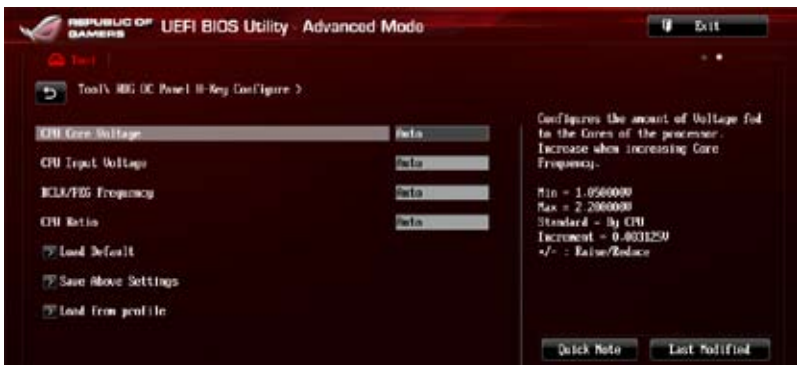 REPUBLIC OF
GAMERS
UEFI BIOS Utility - Advanced Mode
Exit
Tool
Tool\ ROG OC Panel H-Key Configure >
CPU Core Voltage Auto
CPU Input Voltage Auto
BCLK/PEG Frequency Auto
CPU Ratio Auto
Load Default
Save Above Settings
Load from profile
Configures the amount of Voltage fed
to the Cores of the processor.
Increase when increasing Core
Frequency.
Min = 1.050000V
Max = 2.200000V
Standard = By CPU
Increment = 0.003125V
+/- : Raise/Reduce
Quick Note
Last Modified